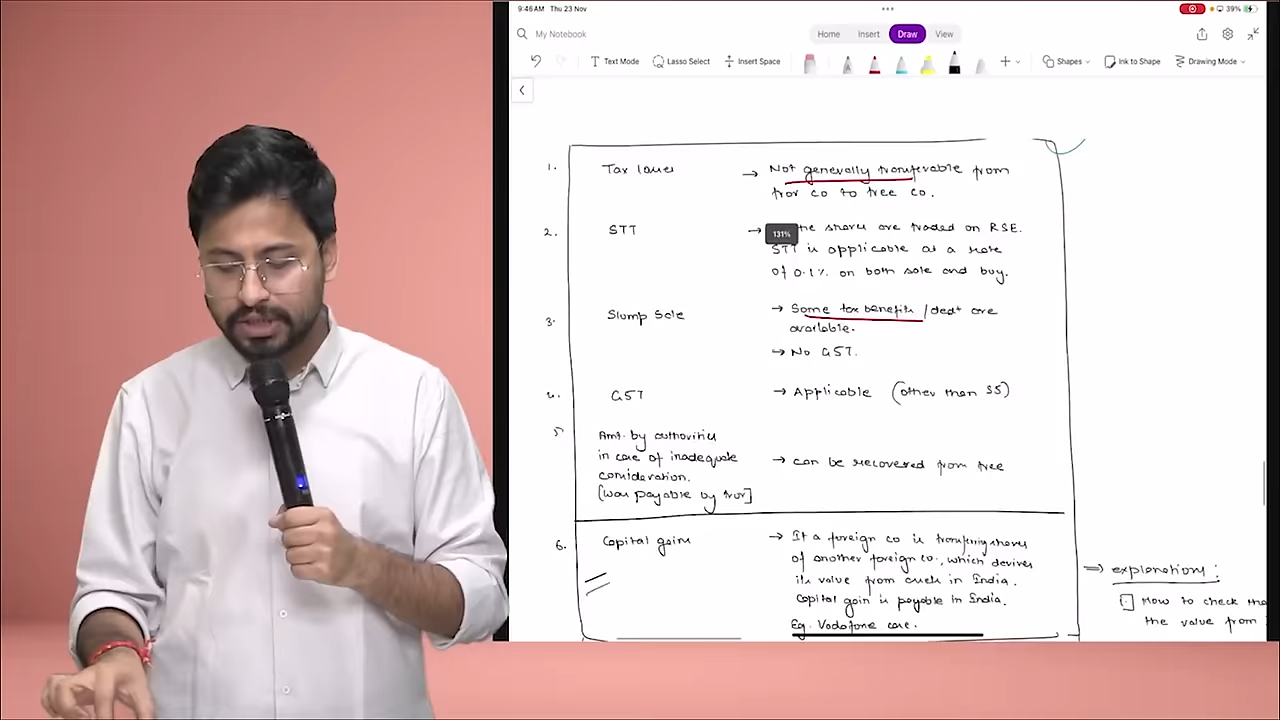 9:46 AM Thu 23 Nov
39%
My Notebook
Home Insert Draw View
Text Mode Lasso Select Insert Space Shapes Ink to Shape Drawing Mode
1. Tax laws → Not generally transferable from
tror co to tree co.
2. STT → the shares are traded on RSE.
131%
STT is applicable at a rate
of 0.1% on both sale and buy.
3. Slump Sale → Some tax benefits / dedⁿ are
available.
→ No GST.
4. GST → Applicable (other than SS)
5 Amt. by authorities
in case of inadequate
consideration.
[was payable by tror]
→ can be recovered from tree
6. Capital gains → If a foreign co is transferring shares
of another foreign co., which derives
its value from assets in India.
Capital gain is payable in India.
Eg. Vodafone case.
⇒ explanations:
How to check the
the value from